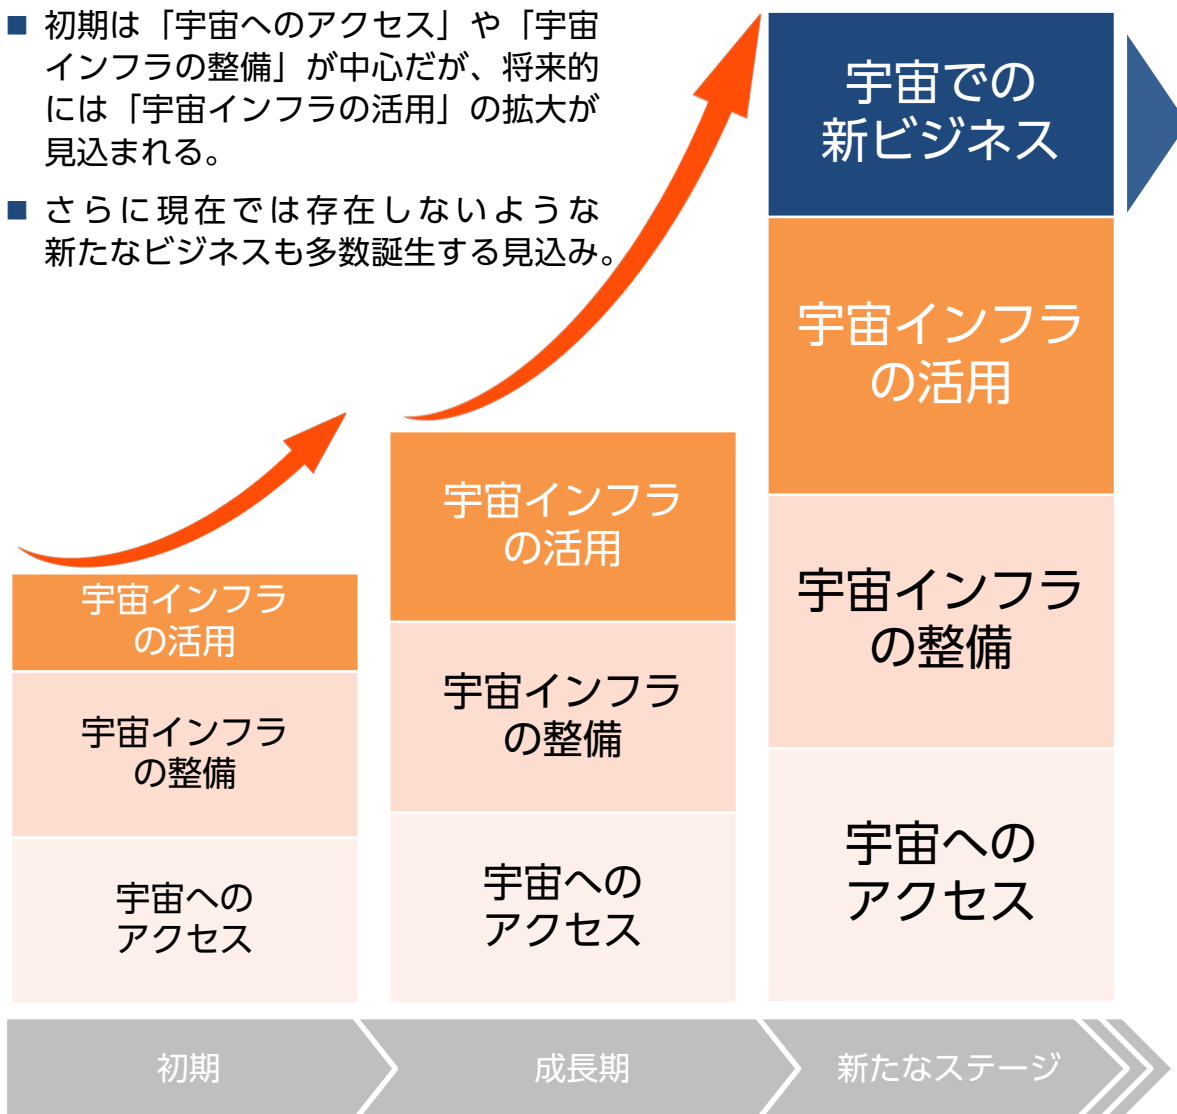 ■ 初期は「宇宙へのアクセス」や「宇宙
インフラの整備」が中心だが、将来的
には「宇宙インフラの活用」の拡大が
見込まれる。
■ さらに現在では存在しないような
新たなビジネスも多数誕生する見込み。
宇宙インフラ
の活用
宇宙インフラ
の整備
宇宙への
アクセス
宇宙インフラ
の活用
宇宙インフラ
の整備
宇宙への
アクセス
宇宙での
新ビジネス
宇宙インフラ
の活用
宇宙インフラ
の整備
宇宙への
アクセス
初期
成長期
新たなステージ